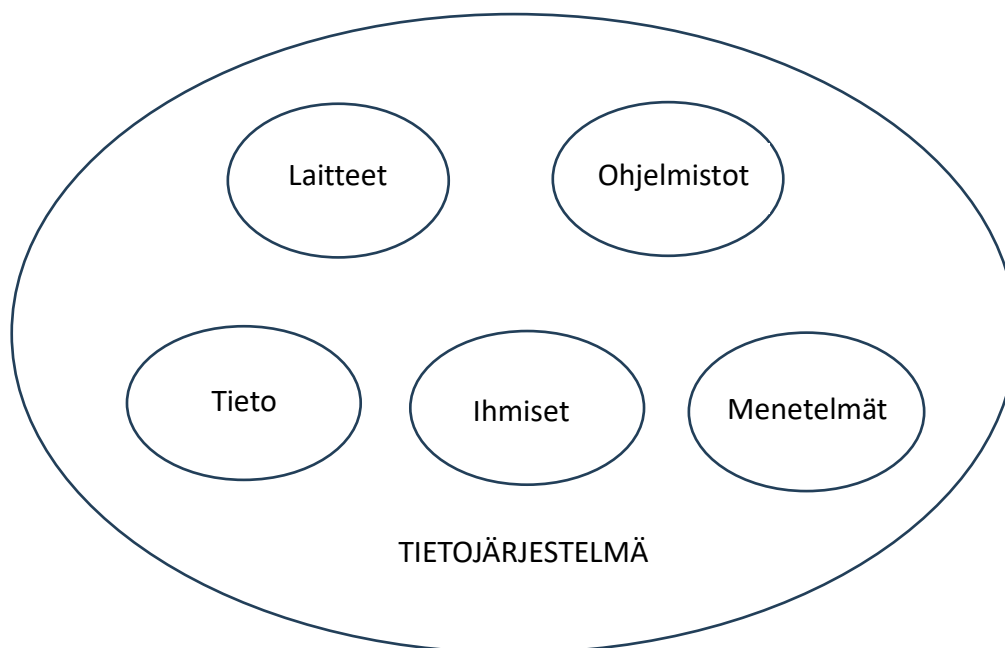 Laitteet
Ohjelmistot
Tieto
Ihmiset
Menetelmät
TIETOJÄRJESTELMÄ